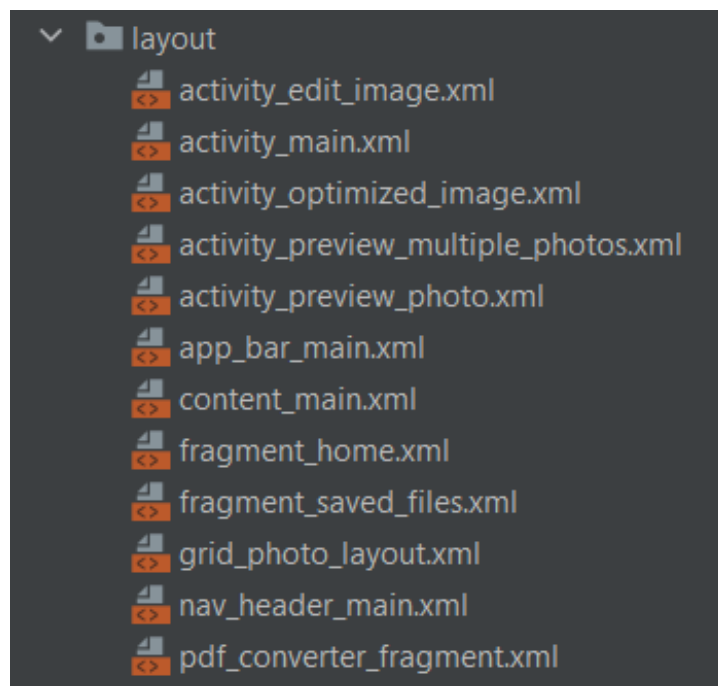 layout
activity_edit_image.xml
activity_main.xml
activity_optimized_image.xml
activity_preview_multiple_photos.xml
activity_preview_photo.xml
app_bar_main.xml
content_main.xml
fragment_home.xml
fragment_saved_files.xml
grid_photo_layout.xml
nav_header_main.xml
pdf_converter_fragment.xml